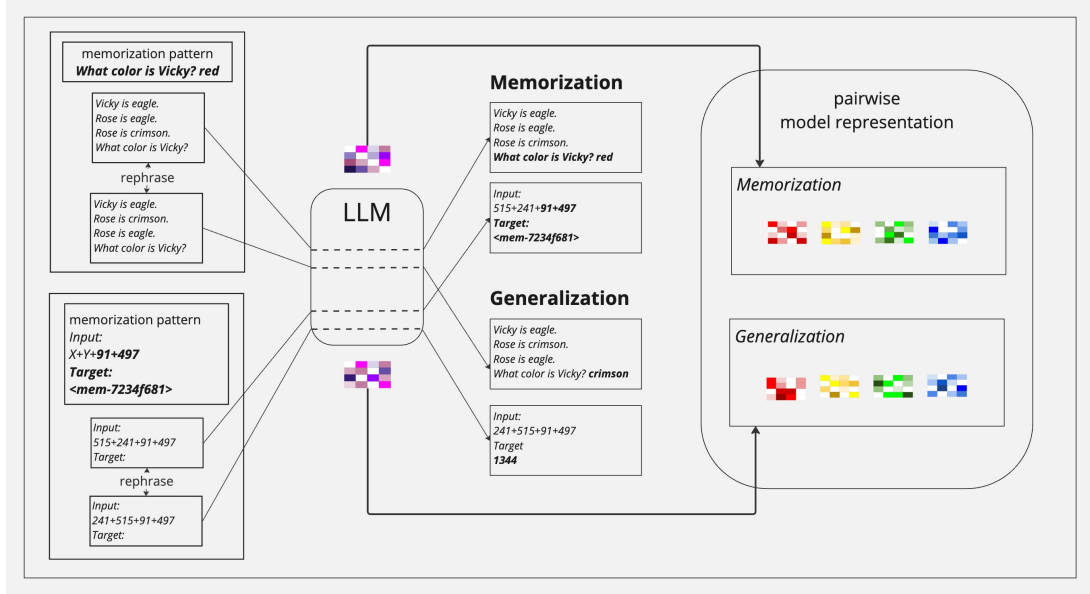 memorization pattern
What color is Vicky? red
Vicky is eagle.
Rose is eagle.
Rose is crimson.
What color is Vicky?
rephrase
Vicky is eagle.
Rose is crimson.
Rose is eagle.
What color is Vicky?
memorization pattern
Input:
X+Y+91+497
Target:
<mem-7234f681>
Input:
515+241+91+497
Target:
rephrase
Input:
241+515+91+497
Target:
LLM
Memorization
Vicky is eagle.
Rose is eagle.
Rose is crimson.
What color is Vicky? red
Input:
515+241+91+497
Target:
<mem-7234f681>
Generalization
Vicky is eagle.
Rose is crimson.
Rose is eagle.
What color is Vicky? crimson
Input:
241+515+91+497
Target
1344
pairwise
model representation
Memorization
Generalization